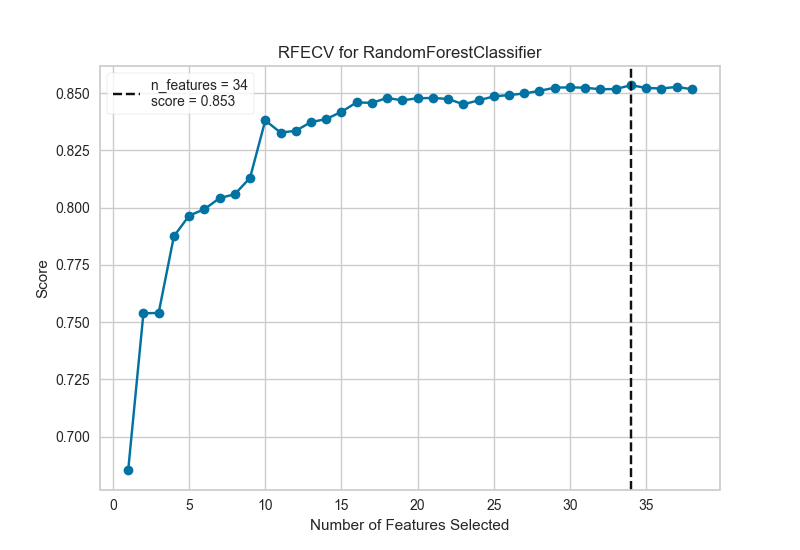 RFECV for RandomForestClassifier
n_features = 34
score = 0.853
0.850
0.825
0.800
0.775
0.750
0.725
0.700
Score
0 5 10 15 20 25 30 35
Number of Features Selected